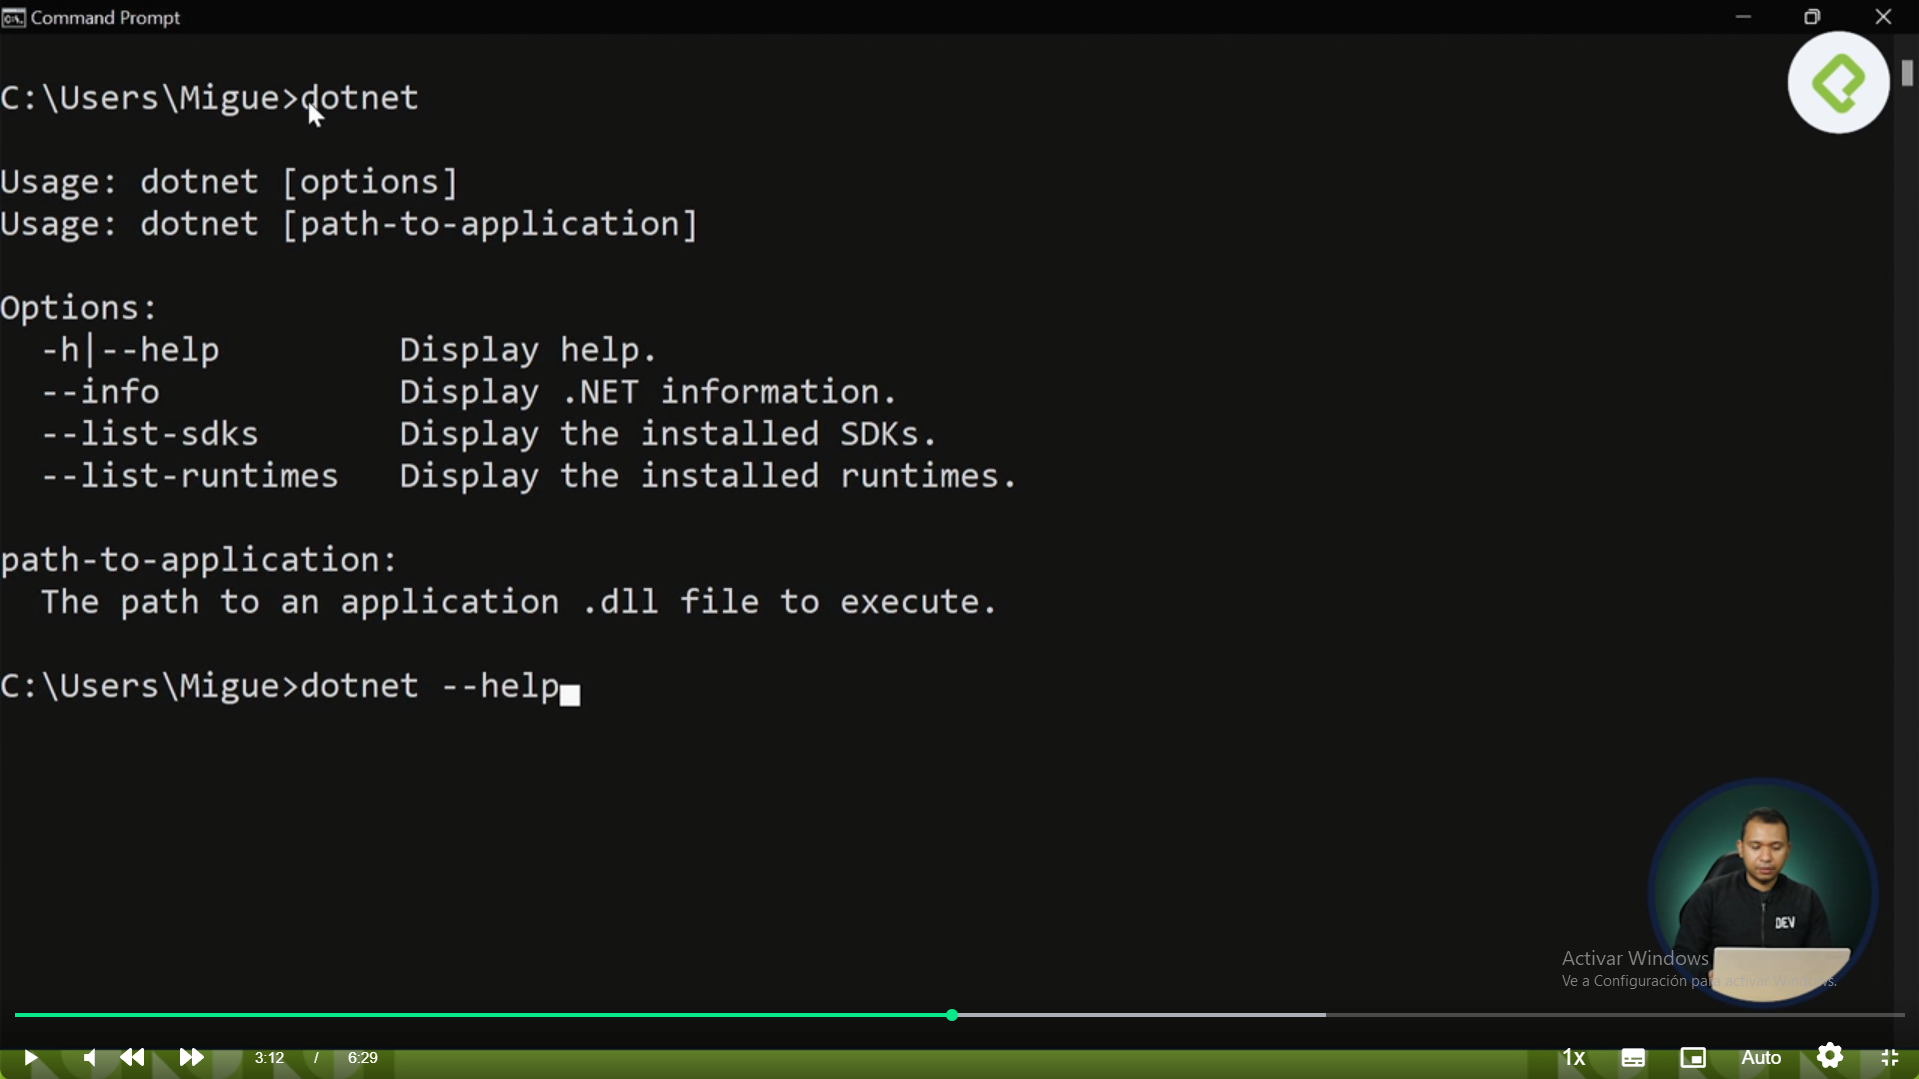 Command Prompt
C:\Users\Migue>dotnet
Usage: dotnet [options]
Usage: dotnet [path-to-application]
Options:
-h|--help Display help.
--info Display .NET information.
--list-sdks Display the installed SDKs.
--list-runtimes Display the installed runtimes.
path-to-application:
The path to an application .dll file to execute.
C:\Users\Migue>dotnet --help
DEV
Activar Windows
Ve a Configuración para activar Windows.
3:12 / 6:29
1x
Auto